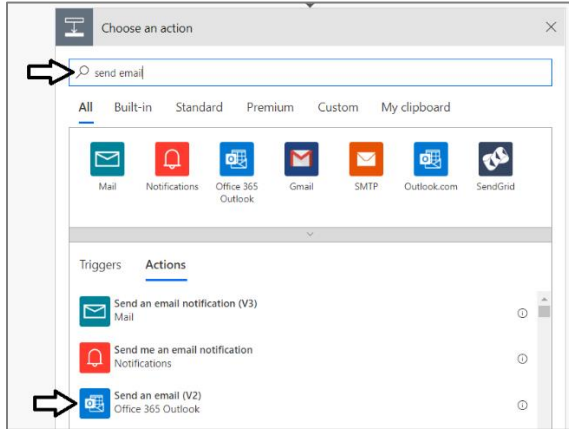 Choose an action
send email
All Built-in Standard Premium Custom My clipboard
Mail Notifications Office 365 Outlook Gmail SMTP Outlook.com SendGrid
Triggers Actions
Send an email notification (V3)
Mail
Send me an email notification
Notifications
Send an email (V2)
Office 365 Outlook